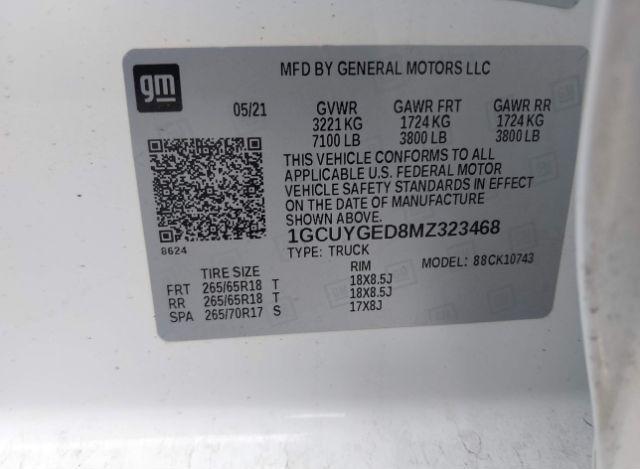 gm
MFD BY GENERAL MOTORS LLC
05/21 GVWR GAWR FRT GAWR RR
3221 KG 1724 KG 1724 KG
7100 LB 3800 LB 3800 LB
THIS VEHICLE CONFORMS TO ALL
APPLICABLE U.S. FEDERAL MOTOR
VEHICLE SAFETY STANDARDS IN EFFECT
ON THE DATE OF MANUFACTURE
SHOWN ABOVE.
1GCUYGED8MZ323468
8624
TYPE: TRUCK
MODEL: 88CK10743
TIRE SIZE RIM
FRT 265/65R18 T 18X8.5J
RR 265/65R18 T 18X8.5J
SPA 265/70R17 S 17X8J